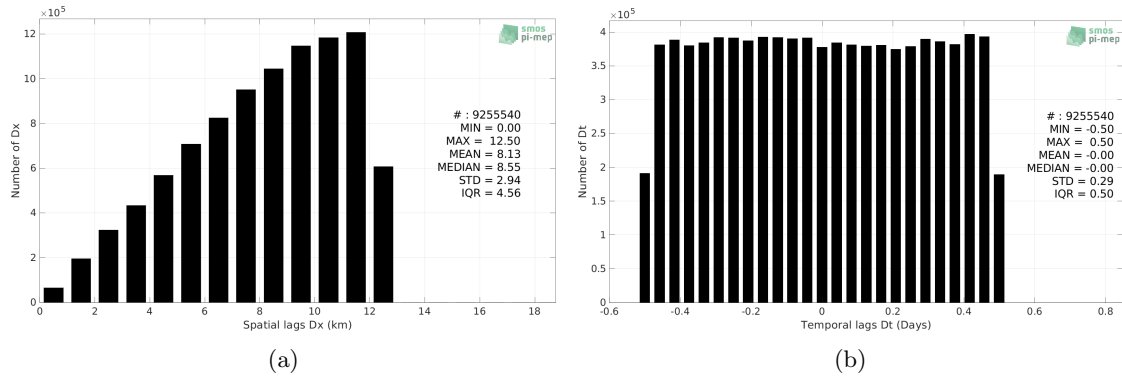 ×10⁵
12
10
8
6
4
2
0
Number of Dx
0 2 4 6 8 10 12 14 16 18
Spatial lags Dx (km)
smos
pi-mep
# : 9255540
MIN = 0.00
MAX = 12.50
MEAN = 8.13
MEDIAN = 8.55
STD = 2.94
IQR = 4.56
(a)
×10⁵
4
3.5
3
2.5
2
1.5
1
0.5
0
Number of Dt
-0.6 -0.4 -0.2 0 0.2 0.4 0.6 0.8
Temporal lags Dt (Days)
smos
pi-mep
# : 9255540
MIN = -0.50
MAX = 0.50
MEAN = -0.00
MEDIAN = -0.00
STD = 0.29
IQR = 0.50
(b)